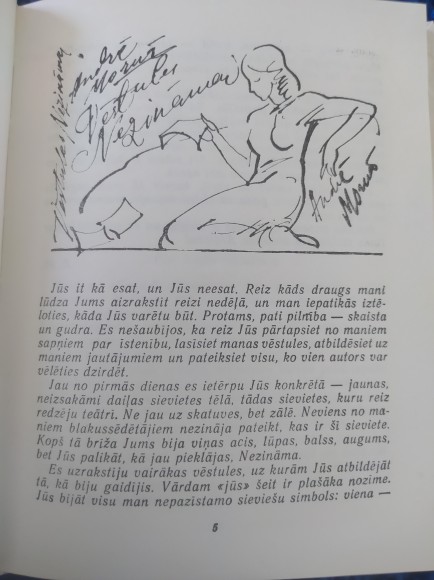 Vēstules Nezināmai
Andrē
Moruā
Vēstules
Nezināmai
Andrē
Moruā
Jūs it kā esat, un Jūs neesat. Reiz kāds draugs mani
lūdza Jums aizrakstīt reizi nedēļā, un man iepatikās iztē-
loties, kāda Jūs varētu būt. Protams, pati pilnība — skaista
un gudra. Es nešaubījos, ka reiz Jūs pārtapsiet no maniem
sapņiem par īstenību, lasīsiet manas vēstules, atbildēsiet uz
maniem jautājumiem un pateiksiet visu, ko vien autors var
vēlēties dzirdēt.
Jau no pirmās dienas es ietērpu Jūs konkrētā — jaunas,
neizsakāmi daiļas sievietes tēlā, tādas sievietes, kuru reiz
redzēju teātrī. Ne jau uz skatuves, bet zālē. Neviens no ma-
niem blakussēdētājiem nezināja pateikt, kas ir šī sieviete.
Kopš tā brīža Jums bija viņas acis, lūpas, balss, augums,
bet Jūs palikāt, kā jau pieklājas, Nezināma.
Es uzrakstīju vairākas vēstules, uz kurām Jūs atbildējāt
tā, kā biju gaidījis. Vārdam «jūs» šeit ir plašāka nozīme.
Jūs bijāt visu man nepazīstamo sieviešu simbols: viena —
5